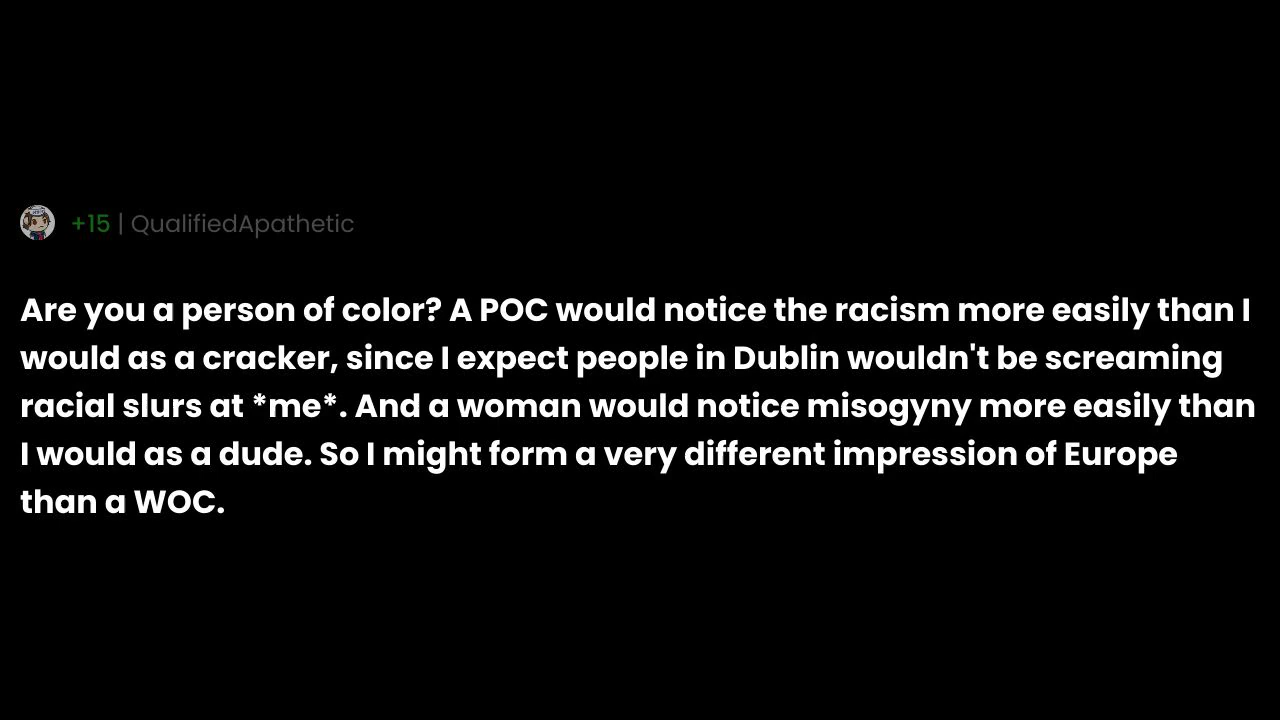 +15 | QualifiedApathetic
Are you a person of color? A POC would notice the racism more easily than I
would as a cracker, since I expect people in Dublin wouldn't be screaming
racial slurs at *me*. And a woman would notice misogyny more easily than
I would as a dude. So I might form a very different impression of Europe
than a WOC.